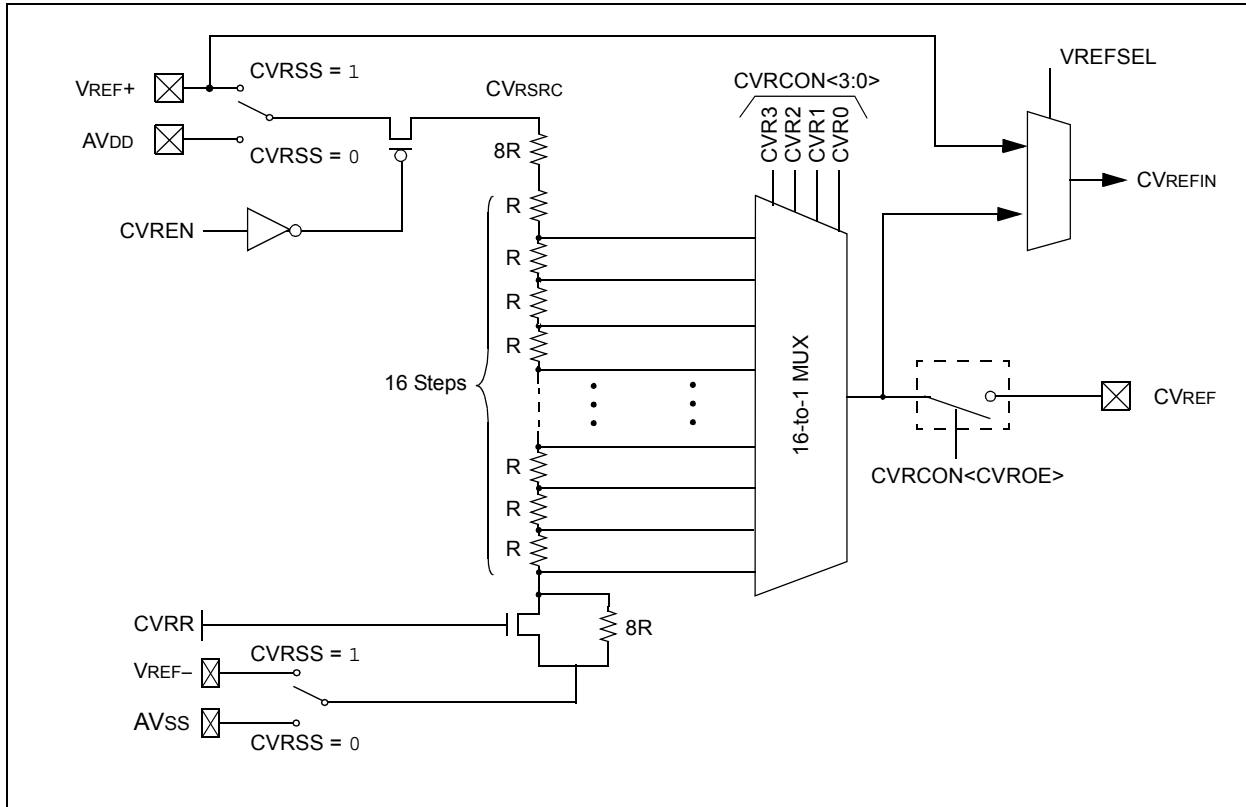 VREF+
CVRSS = 1
AVDD
CVRSS = 0
CVREN
CVRSRC
8R
R
R
R
R
16 Steps
R
R
R
CVRCON<3:0>
CVR3
CVR2
CVR1
CVR0
16-to-1 MUX
VREFSEL
CVREFIN
CVREF
CVRCON<CVROE>
CVRR
8R
VREF–
CVRSS = 1
AVSS
CVRSS = 0